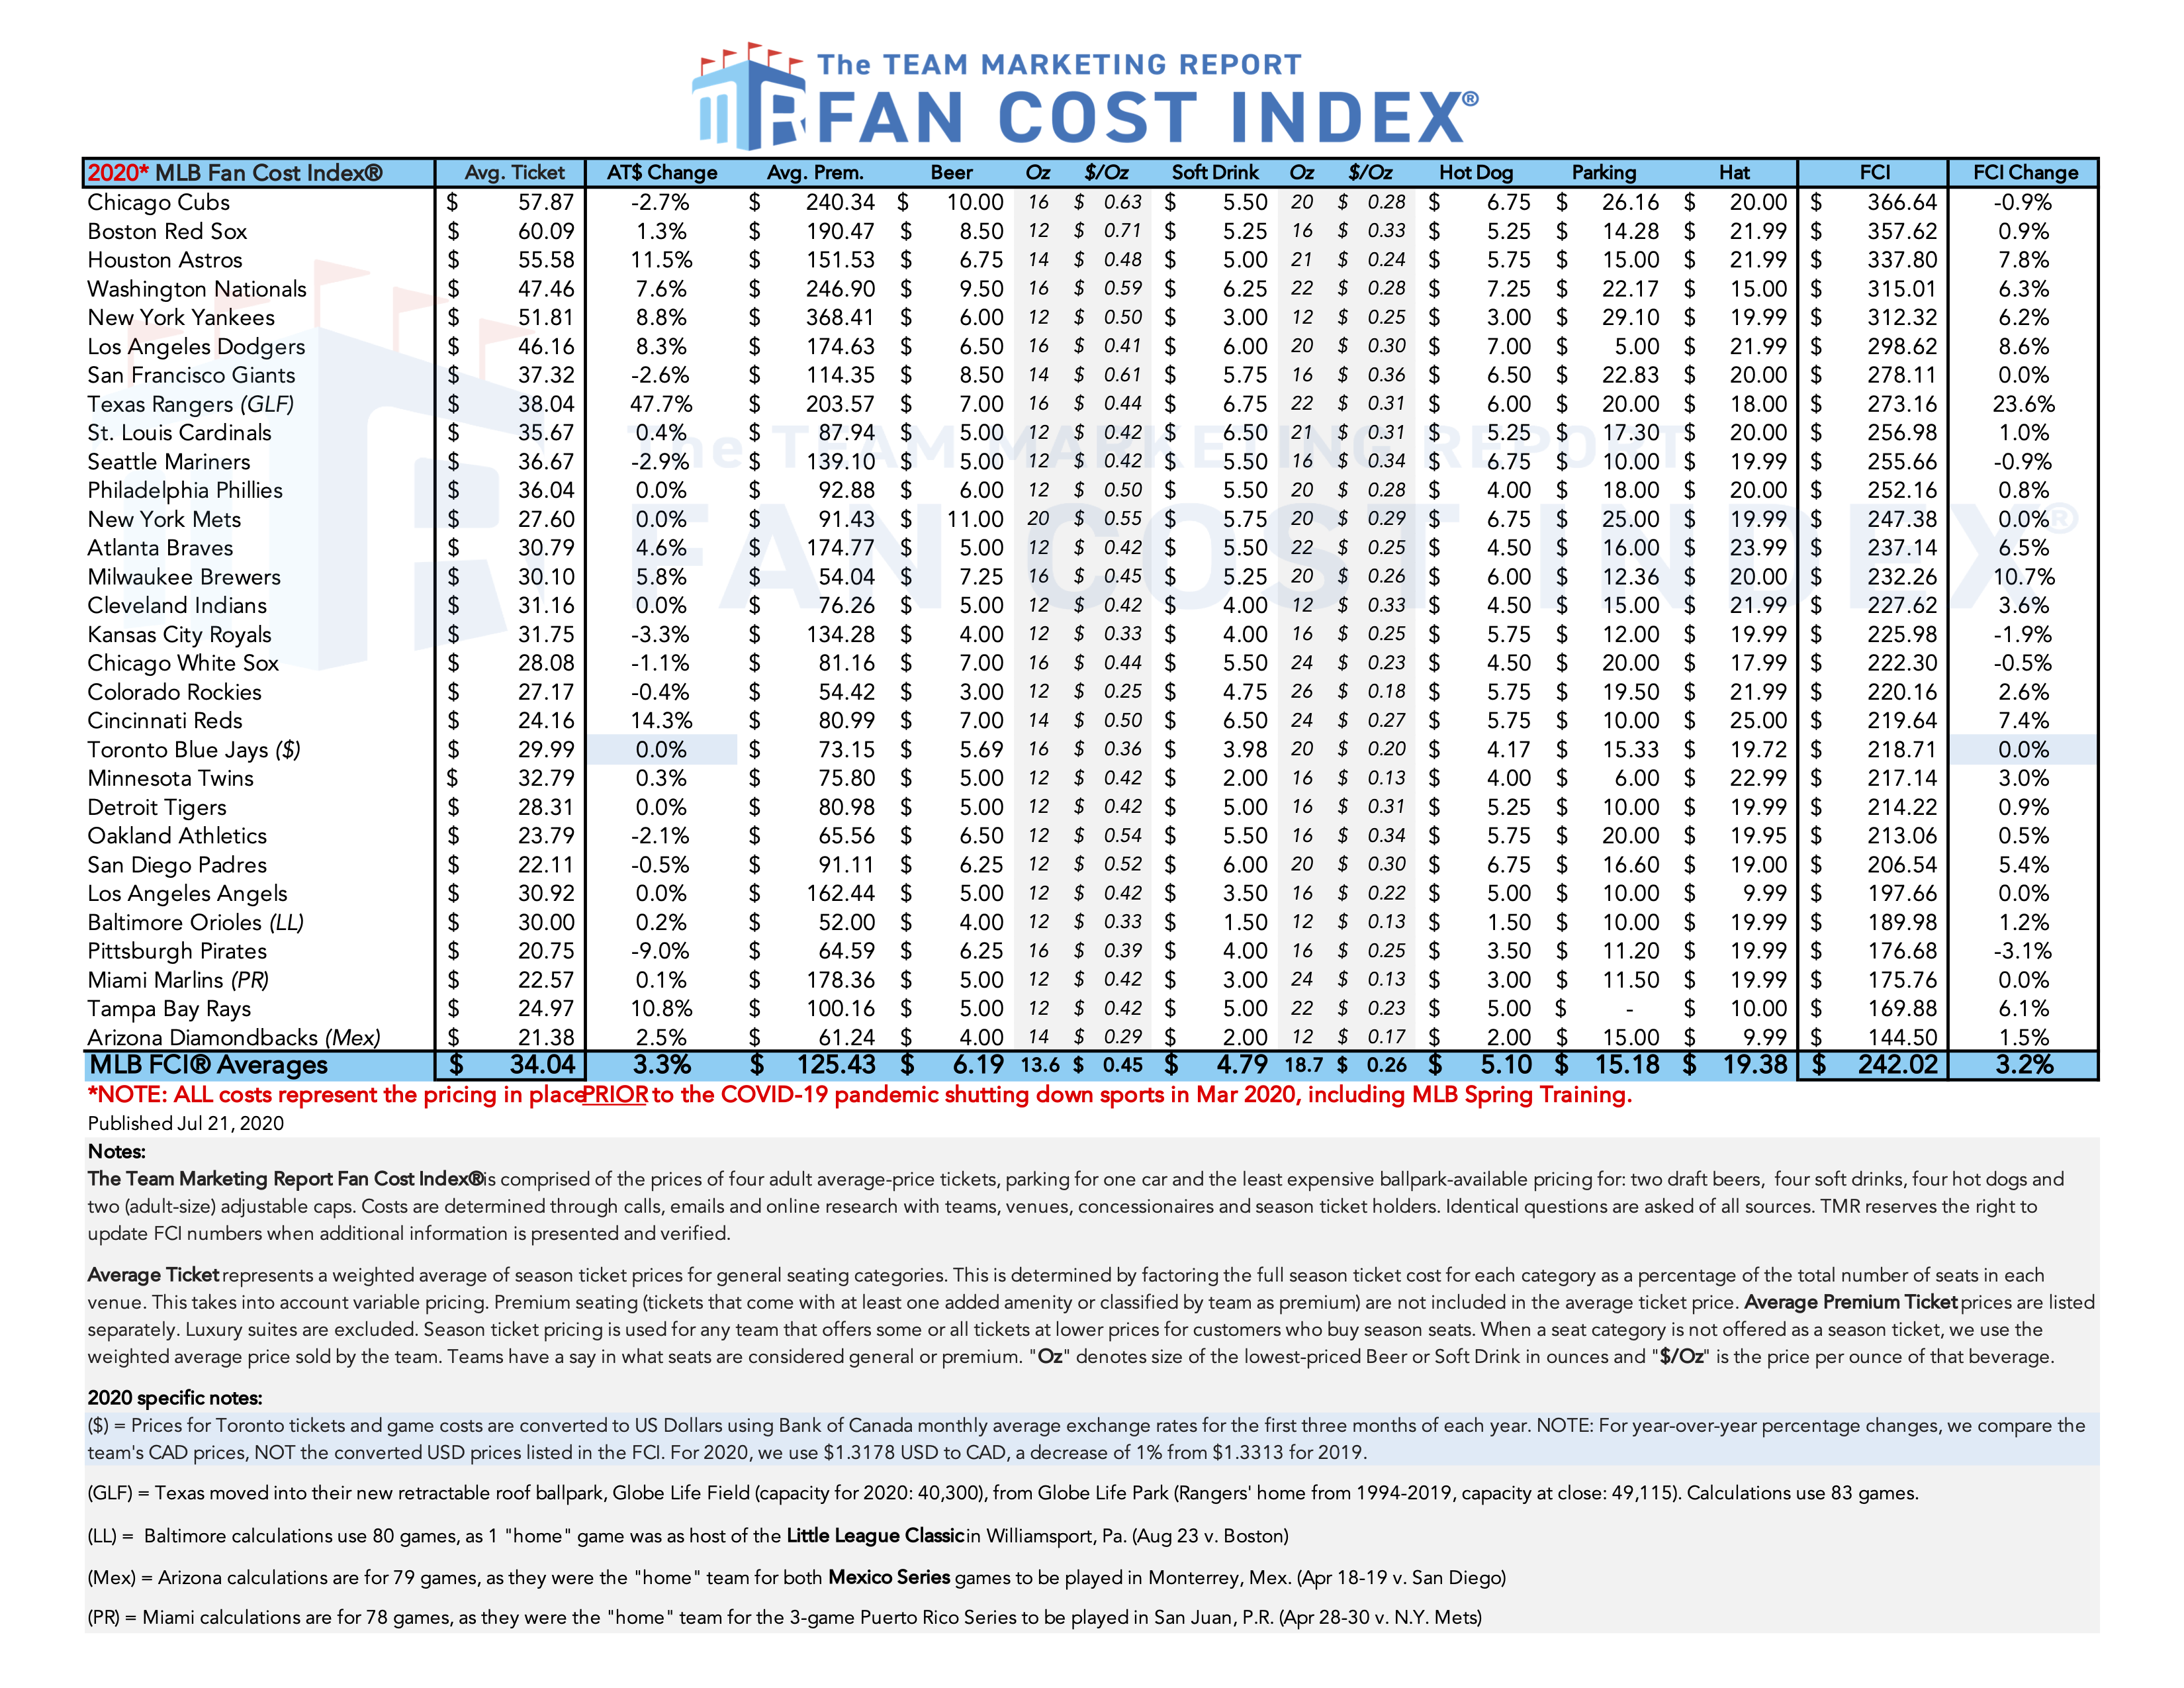 The TEAM MARKETING REPORT
FAN COST INDEX®
2020* MLB Fan Cost Index® Avg. Ticket AT$ Change Avg. Prem. Beer Oz $/Oz Soft Drink Oz $/Oz Hot Dog Parking Hat FCI FCI Change
Chicago Cubs $ 57.87 -2.7% $ 240.34 $ 10.00 16 $ 0.63 $ 5.50 20 $ 0.28 $ 6.75 $ 26.16 $ 20.00 $ 366.64 -0.9%
Boston Red Sox $ 60.09 1.3% $ 190.47 $ 8.50 12 $ 0.71 $ 5.25 16 $ 0.33 $ 5.25 $ 14.28 $ 21.99 $ 357.62 0.9%
Houston Astros $ 55.58 11.5% $ 151.53 $ 6.75 14 $ 0.48 $ 5.00 21 $ 0.24 $ 5.75 $ 15.00 $ 21.99 $ 337.80 7.8%
Washington Nationals $ 47.46 7.6% $ 246.90 $ 9.50 16 $ 0.59 $ 6.25 22 $ 0.28 $ 7.25 $ 22.17 $ 15.00 $ 315.01 6.3%
New York Yankees $ 51.81 8.8% $ 368.41 $ 6.00 12 $ 0.50 $ 3.00 12 $ 0.25 $ 3.00 $ 29.10 $ 19.99 $ 312.32 6.2%
Los Angeles Dodgers $ 46.16 8.3% $ 174.63 $ 6.50 16 $ 0.41 $ 6.00 20 $ 0.30 $ 7.00 $ 5.00 $ 21.99 $ 298.62 8.6%
San Francisco Giants $ 37.32 -2.6% $ 114.35 $ 8.50 14 $ 0.61 $ 5.75 16 $ 0.36 $ 6.50 $ 22.83 $ 20.00 $ 278.11 0.0%
Texas Rangers (GLF) $ 38.04 47.7% $ 203.57 $ 7.00 16 $ 0.44 $ 6.75 22 $ 0.31 $ 6.00 $ 20.00 $ 18.00 $ 273.16 23.6%
St. Louis Cardinals $ 35.67 0.4% $ 87.94 $ 5.00 12 $ 0.42 $ 6.50 21 $ 0.31 $ 5.25 $ 17.30 $ 20.00 $ 256.98 1.0%
Seattle Mariners $ 36.67 -2.9% $ 139.10 $ 5.00 12 $ 0.42 $ 5.50 16 $ 0.34 $ 6.75 $ 10.00 $ 19.99 $ 255.66 -0.9%
Philadelphia Phillies $ 36.04 0.0% $ 92.88 $ 6.00 12 $ 0.50 $ 5.50 20 $ 0.28 $ 4.00 $ 18.00 $ 20.00 $ 252.16 0.8%
New York Mets $ 27.60 0.0% $ 91.43 $ 11.00 20 $ 0.55 $ 5.75 20 $ 0.29 $ 6.75 $ 25.00 $ 19.99 $ 247.38 0.0%
Atlanta Braves $ 30.79 4.6% $ 174.77 $ 5.00 12 $ 0.42 $ 5.50 22 $ 0.25 $ 4.50 $ 16.00 $ 23.99 $ 237.14 6.5%
Milwaukee Brewers $ 30.10 5.8% $ 54.04 $ 7.25 16 $ 0.45 $ 5.25 20 $ 0.26 $ 6.00 $ 12.36 $ 20.00 $ 232.26 10.7%
Cleveland Indians $ 31.16 0.0% $ 76.26 $ 5.00 12 $ 0.42 $ 4.00 12 $ 0.33 $ 4.50 $ 15.00 $ 21.99 $ 227.62 3.6%
Kansas City Royals $ 31.75 -3.3% $ 134.28 $ 4.00 12 $ 0.33 $ 4.00 16 $ 0.25 $ 5.75 $ 12.00 $ 19.99 $ 225.98 -1.9%
Chicago White Sox $ 28.08 -1.1% $ 81.16 $ 7.00 16 $ 0.44 $ 5.50 24 $ 0.23 $ 4.50 $ 20.00 $ 17.99 $ 222.30 -0.5%
Colorado Rockies $ 27.17 -0.4% $ 54.42 $ 3.00 12 $ 0.25 $ 4.75 26 $ 0.18 $ 5.75 $ 19.50 $ 21.99 $ 220.16 2.6%
Cincinnati Reds $ 24.16 14.3% $ 80.99 $ 7.00 14 $ 0.50 $ 6.50 24 $ 0.27 $ 5.75 $ 10.00 $ 25.00 $ 219.64 7.4%
Toronto Blue Jays ($) $ 29.99 0.0% $ 73.15 $ 5.69 16 $ 0.36 $ 3.98 20 $ 0.20 $ 4.17 $ 15.33 $ 19.72 $ 218.71 0.0%
Minnesota Twins $ 32.79 0.3% $ 75.80 $ 5.00 12 $ 0.42 $ 2.00 16 $ 0.13 $ 4.00 $ 6.00 $ 22.99 $ 217.14 3.0%
Detroit Tigers $ 28.31 0.0% $ 80.98 $ 5.00 12 $ 0.42 $ 5.00 16 $ 0.31 $ 5.25 $ 10.00 $ 19.99 $ 214.22 0.9%
Oakland Athletics $ 23.79 -2.1% $ 65.56 $ 6.50 12 $ 0.54 $ 5.50 16 $ 0.34 $ 5.75 $ 20.00 $ 19.95 $ 213.06 0.5%
San Diego Padres $ 22.11 -0.5% $ 91.11 $ 6.25 12 $ 0.52 $ 6.00 20 $ 0.30 $ 6.75 $ 16.60 $ 19.00 $ 206.54 5.4%
Los Angeles Angels $ 30.92 0.0% $ 162.44 $ 5.00 12 $ 0.42 $ 3.50 16 $ 0.22 $ 5.00 $ 10.00 $ 9.99 $ 197.66 0.0%
Baltimore Orioles (LL) $ 30.00 0.2% $ 52.00 $ 4.00 12 $ 0.33 $ 1.50 12 $ 0.13 $ 1.50 $ 10.00 $ 19.99 $ 189.98 1.2%
Pittsburgh Pirates $ 20.75 -9.0% $ 64.59 $ 6.25 16 $ 0.39 $ 4.00 16 $ 0.25 $ 3.50 $ 11.20 $ 19.99 $ 176.68 -3.1%
Miami Marlins (PR) $ 22.57 0.1% $ 178.36 $ 5.00 12 $ 0.42 $ 3.00 24 $ 0.13 $ 3.00 $ 11.50 $ 19.99 $ 175.76 0.0%
Tampa Bay Rays $ 24.97 10.8% $ 100.16 $ 5.00 12 $ 0.42 $ 5.00 22 $ 0.23 $ 5.00 $ - $ 10.00 $ 169.88 6.1%
Arizona Diamondbacks (Mex) $ 21.38 2.5% $ 61.24 $ 4.00 14 $ 0.29 $ 2.00 12 $ 0.17 $ 2.00 $ 15.00 $ 9.99 $ 144.50 1.5%
MLB FCI® Averages $ 34.04 3.3% $ 125.43 $ 6.19 13.6 $ 0.45 $ 4.79 18.7 $ 0.26 $ 5.10 $ 15.18 $ 19.38 $ 242.02 3.2%
*NOTE: ALL costs represent the pricing in place PRIOR to the COVID-19 pandemic shutting down sports in Mar 2020, including MLB Spring Training.
Published Jul 21, 2020
Notes:
The Team Marketing Report Fan Cost Index® is comprised of the prices of four adult average-price tickets, parking for one car and the least expensive ballpark-available pricing for: two draft beers, four soft drinks, four hot dogs and
two (adult-size) adjustable caps. Costs are determined through calls, emails and online research with teams, venues, concessionaires and season ticket holders. Identical questions are asked of all sources. TMR reserves the right to
update FCI numbers when additional information is presented and verified.
Average Ticket represents a weighted average of season ticket prices for general seating categories. This is determined by factoring the full season ticket cost for each category as a percentage of the total number of seats in each
venue. This takes into account variable pricing. Premium seating (tickets that come with at least one added amenity or classified by team as premium) are not included in the average ticket price. Average Premium Ticket prices are listed
separately. Luxury suites are excluded. Season ticket pricing is used for any team that offers some or all tickets at lower prices for customers who buy season seats. When a seat category is not offered as a season ticket, we use the
weighted average price sold by the team. Teams have a say in what seats are considered general or premium. "Oz" denotes size of the lowest-priced Beer or Soft Drink in ounces and "$/Oz" is the price per ounce of that beverage.
2020 specific notes:
($) = Prices for Toronto tickets and game costs are converted to US Dollars using Bank of Canada monthly average exchange rates for the first three months of each year. NOTE: For year-over-year percentage changes, we compare the
team's CAD prices, NOT the converted USD prices listed in the FCI. For 2020, we use $1.3178 USD to CAD, a decrease of 1% from $1.3313 for 2019.
(GLF) = Texas moved into their new retractable roof ballpark, Globe Life Field (capacity for 2020: 40,300), from Globe Life Park (Rangers' home from 1994-2019, capacity at close: 49,115). Calculations use 83 games.
(LL) = Baltimore calculations use 80 games, as 1 "home" game was as host of the Little League Classic in Williamsport, Pa. (Aug 23 v. Boston)
(Mex) = Arizona calculations are for 79 games, as they were the "home" team for both Mexico Series games to be played in Monterrey, Mex. (Apr 18-19 v. San Diego)
(PR) = Miami calculations are for 78 games, as they were the "home" team for the 3-game Puerto Rico Series to be played in San Juan, P.R. (Apr 28-30 v. N.Y. Mets)